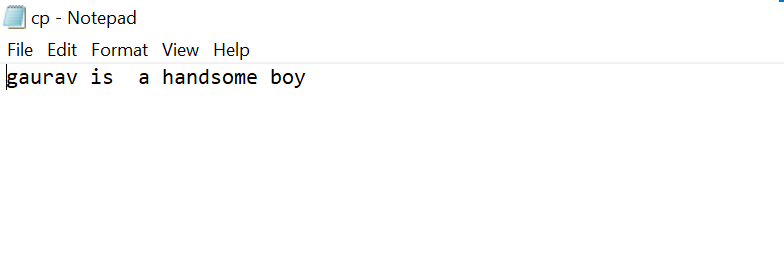 cp - Notepad
File Edit Format View Help
gaurav is  a handsome boy